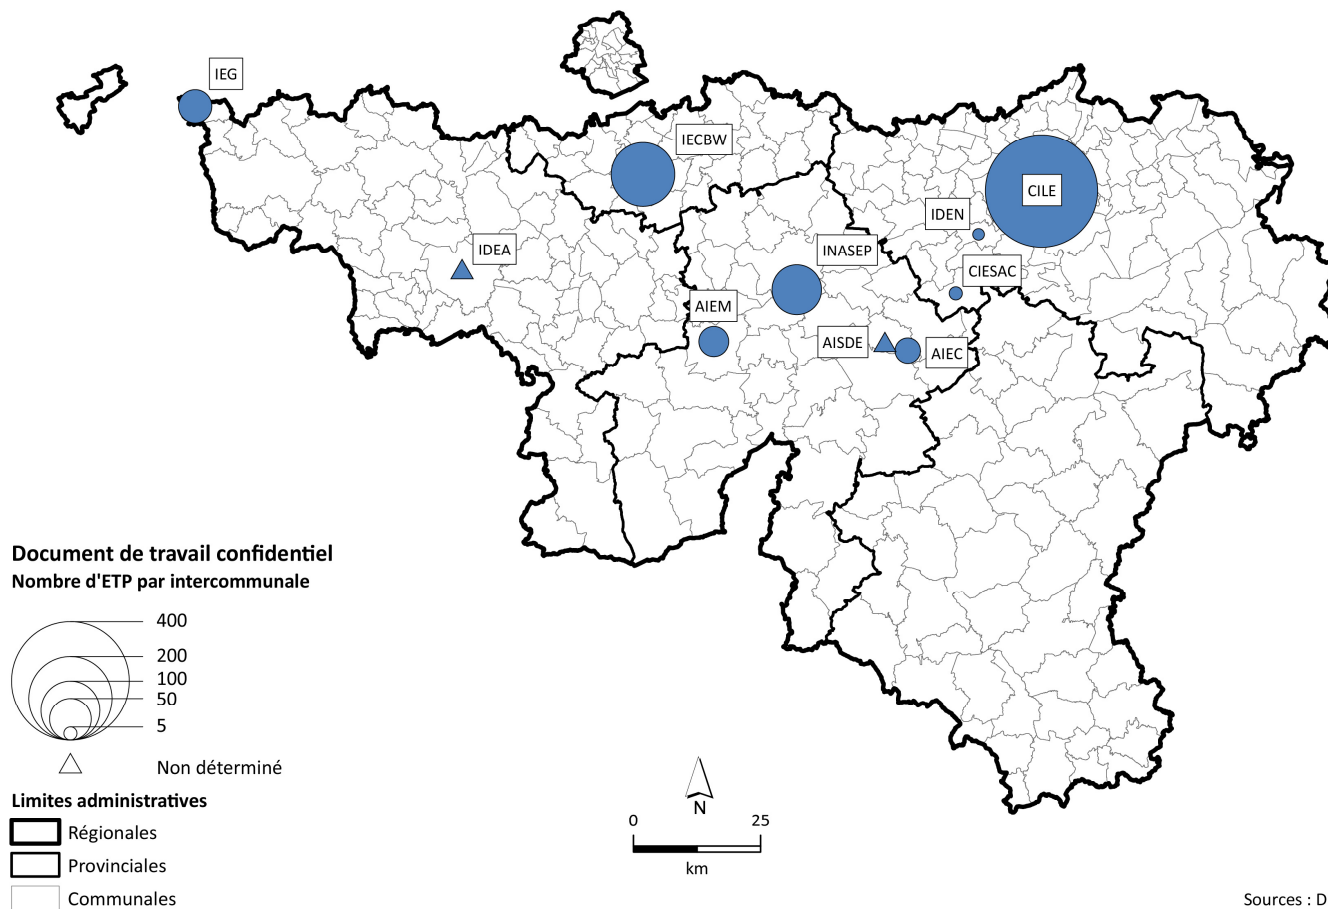 IEG
IECBW
CILE
IDEN
IDEA
INASEP
CIESAC
AIEM
AISDE
AIEC
Document de travail confidentiel
Nombre d'ETP par intercommunale
400
200
100
50
5
Non déterminé
Limites administratives
Régionales
Provinciales
Communales
N
0 25
km
Sources : D